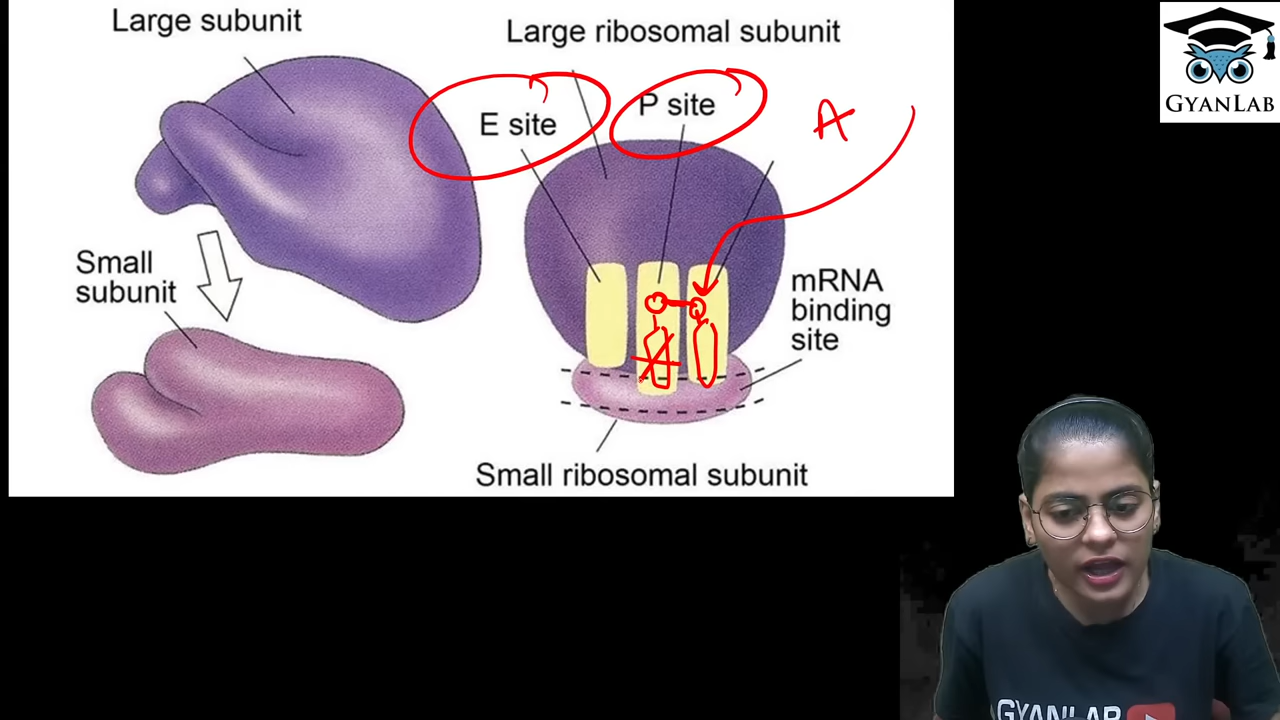 Large subunit
Large ribosomal subunit
E site
P site
A
Small
subunit
mRNA
binding
site
Small ribosomal subunit
GYANLAB
GYANLAB